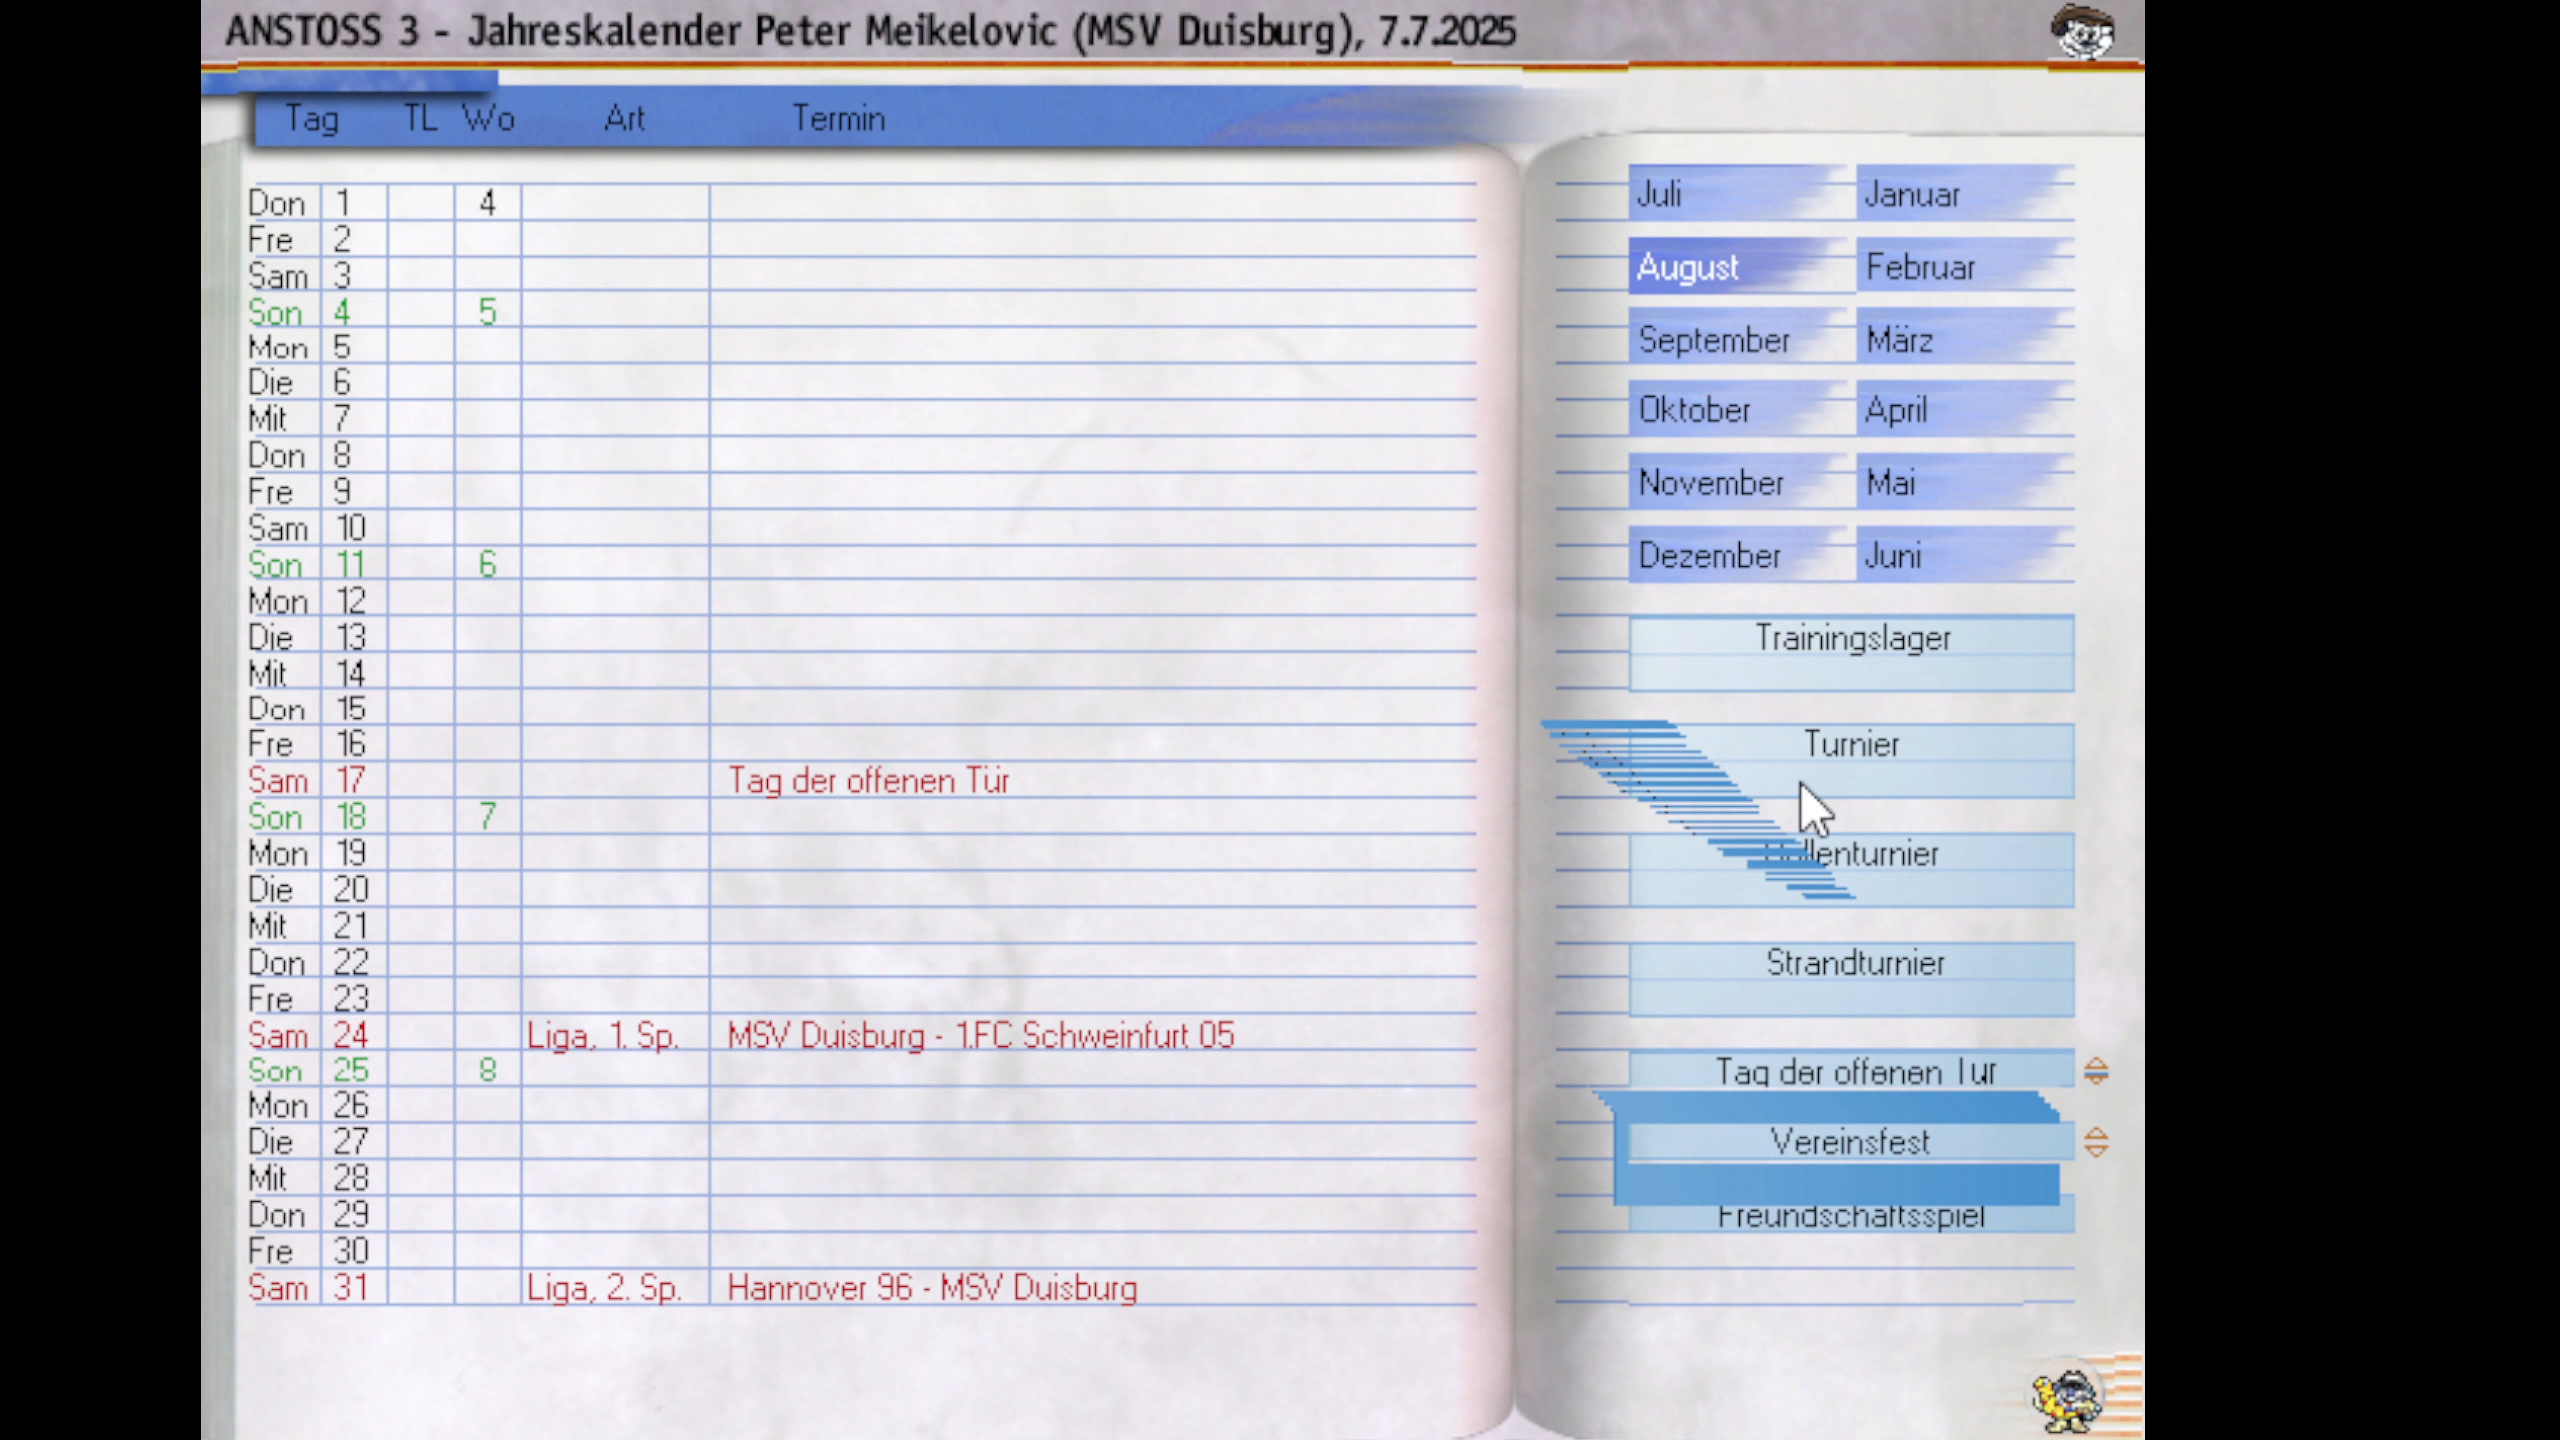 ANSTOSS 3 - Jahreskalender Peter Meikelovic (MSV Duisburg), 7.7.2025
Tag TL Wo Art Termin
Don 1 4
Fre 2
Sam 3
Son 4 5
Mon 5
Die 6
Mit 7
Don 8
Fre 9
Sam 10
Son 11 6
Mon 12
Die 13
Mit 14
Don 15
Fre 16
Sam 17 Tag der offenen Tür
Son 18 7
Mon 19
Die 20
Mit 21
Don 22
Fre 23
Sam 24 Liga, 1. Sp. MSV Duisburg - 1.FC Schweinfurt 05
Son 25 8
Mon 26
Die 27
Mit 28
Don 29
Fre 30
Sam 31 Liga, 2. Sp. Hannover 96 - MSV Duisburg
Juli Januar
August Februar
September März
Oktober April
November Mai
Dezember Juni
Trainingslager
Turnier
Strandturnier
Tag der offenen Tür
Vereinsfest
Freundschaftsspiel